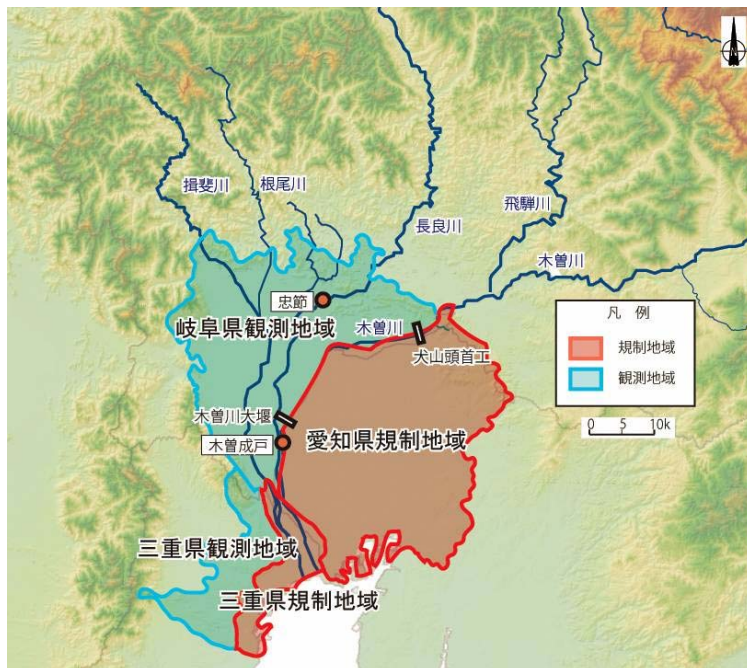 揖斐川
根尾川
長良川
飛騨川
木曽川
忠節
岐阜県観測地域
木曽川
犬山頭首工
凡 例
規制地域
観測地域
0 5 10k
木曽川大堰
木曽成戸
愛知県規制地域
三重県観測地域
三重県規制地域